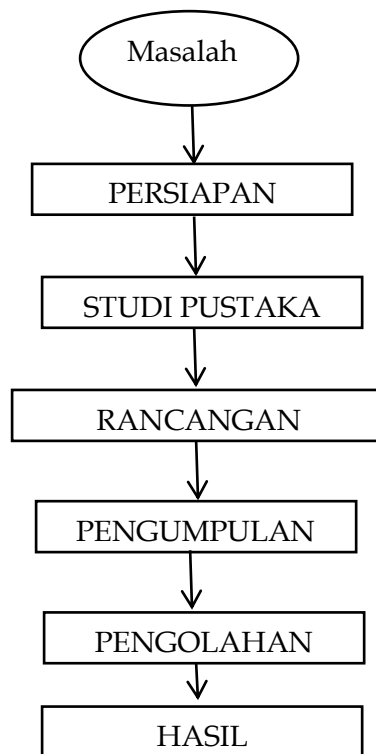 Masalah
PERSIAPAN
STUDI PUSTAKA
RANCANGAN
PENGUMPULAN
PENGOLAHAN
HASIL